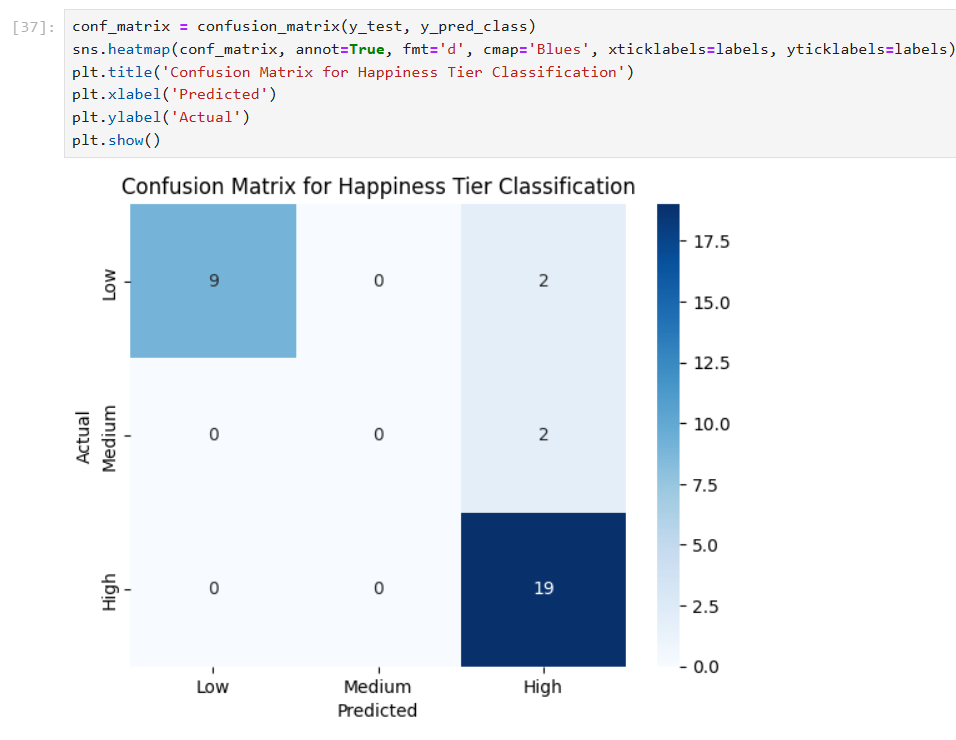 [37]:
conf_matrix = confusion_matrix(y_test, y_pred_class)
sns.heatmap(conf_matrix, annot=True, fmt='d', cmap='Blues', xticklabels=labels, yticklabels=labels)
plt.title('Confusion Matrix for Happiness Tier Classification')
plt.xlabel('Predicted')
plt.ylabel('Actual')
plt.show()
Confusion Matrix for Happiness Tier Classification
Low
9 0 2
Actual
Medium
0 0 2
High
0 0 19
Low Medium High
Predicted
17.5
15.0
12.5
10.0
7.5
5.0
2.5
0.0